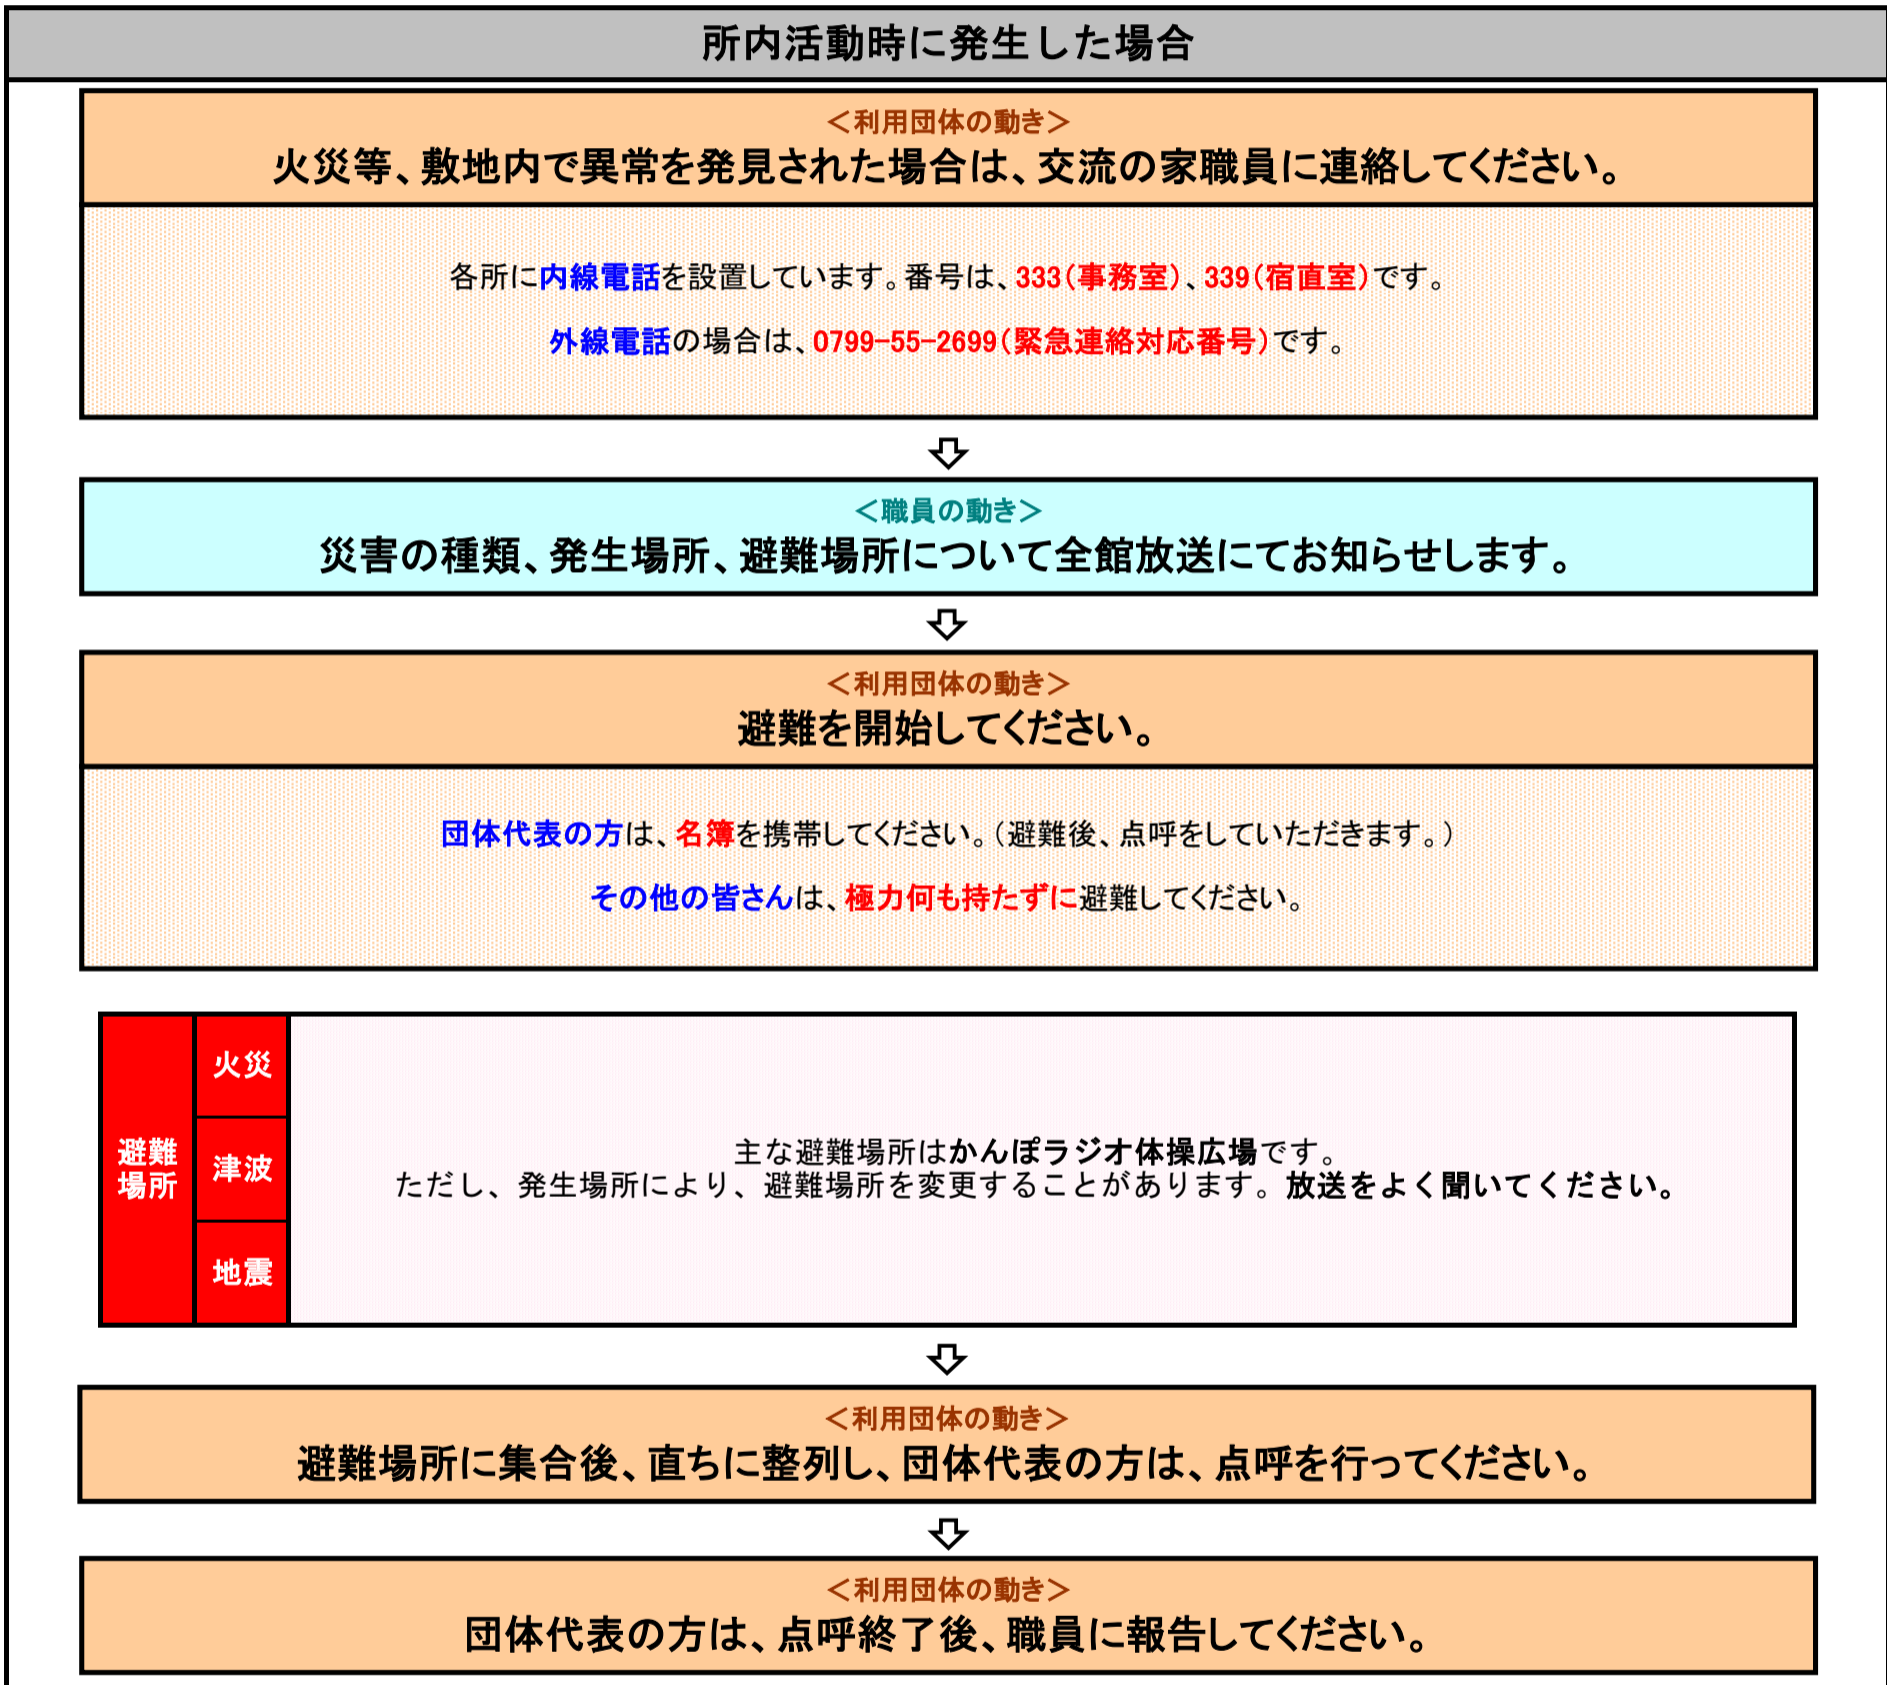 所内活動時に発生した場合
＜利用団体の動き＞
火災等、敷地内で異常を発見された場合は、交流の家職員に連絡してください。
各所に内線電話を設置しています。番号は、333（事務室）、339（宿直室）です。
外線電話の場合は、0799-55-2699（緊急連絡対応番号）です。
＜職員の動き＞
災害の種類、発生場所、避難場所について全館放送にてお知らせします。
＜利用団体の動き＞
避難を開始してください。
団体代表の方は、名簿を携帯してください。（避難後、点呼をしていただきます。）
その他の皆さんは、極力何も持たずに避難してください。
避難
場所
火災
津波
地震
主な避難場所はかんぽラジオ体操広場です。
ただし、発生場所により、避難場所を変更することがあります。放送をよく聞いてください。
＜利用団体の動き＞
避難場所に集合後、直ちに整列し、団体代表の方は、点呼を行ってください。
＜利用団体の動き＞
団体代表の方は、点呼終了後、職員に報告してください。